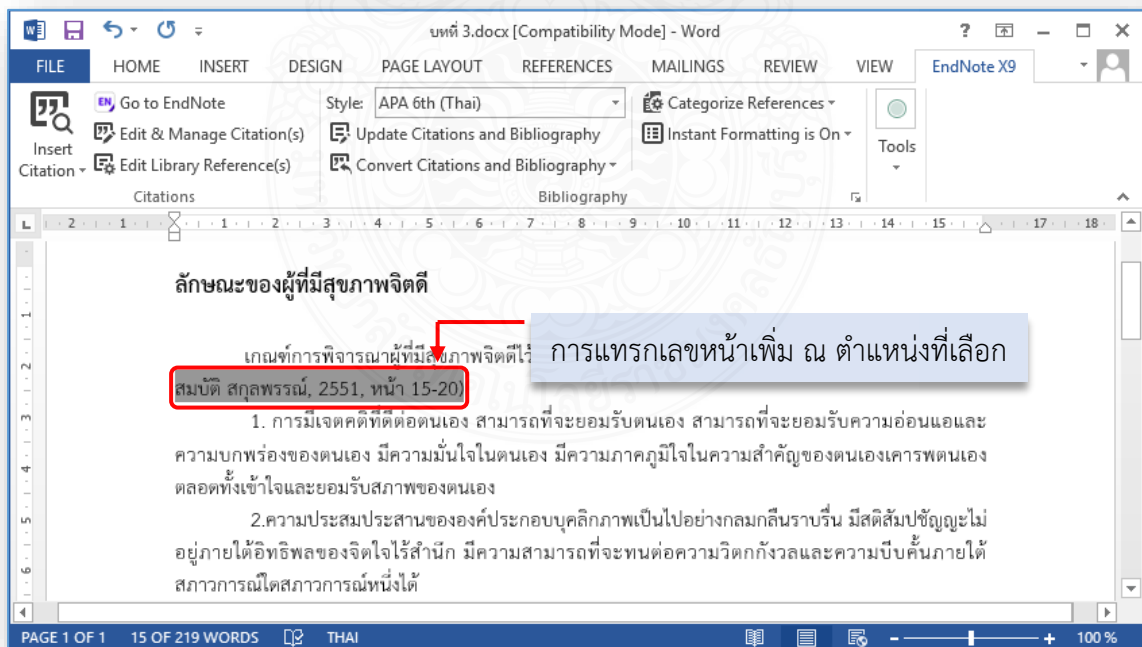 บทที่ 3.docx [Compatibility Mode] - Word
FILE HOME INSERT DESIGN PAGE LAYOUT REFERENCES MAILINGS REVIEW VIEW EndNote X9
Insert Citation
EN Go to EndNote
Edit & Manage Citation(s)
Edit Library Reference(s)
Citations
Style: APA 6th (Thai)
Update Citations and Bibliography
Convert Citations and Bibliography
Categorize References
Instant Formatting is On
Bibliography
Tools
2 1 1 2 3 4 5 6 7 8 9 10 11 12 13 14 15 17 18
ลักษณะของผู้ที่มีสุขภาพจิตดี
การแทรกเลขหน้าเพิ่ม ณ ตำแหน่งที่เลือก
เกณฑ์การพิจารณาผู้ที่มีสุขภาพจิตดีไว้
สมบัติ สกุลพรรณ์, 2551, หน้า 15-20)
1. การมีเจตคติที่ดีต่อตนเอง สามารถที่จะยอมรับตนเอง สามารถที่จะยอมรับความอ่อนแอและ
ความบกพร่องของตนเอง มีความมั่นใจในตนเอง มีความภาคภูมิใจในความสำคัญของตนเองเคารพตนเอง
ตลอดทั้งเข้าใจและยอมรับสภาพของตนเอง
2.ความประสมประสานขององค์ประกอบบุคลิกภาพเป็นไปอย่างกลมกลืนราบรื่น มีสติสัมปชัญญะไม่
อยู่ภายใต้อิทธิพลของจิตใจไร้สำนึก มีความสามารถที่จะทนต่อความวิตกกังวลและความบีบคั้นภายใต้
สภาวการณ์ใดสภาวการณ์หนึ่งได้
PAGE 1 OF 1 15 OF 219 WORDS THAI 100 %